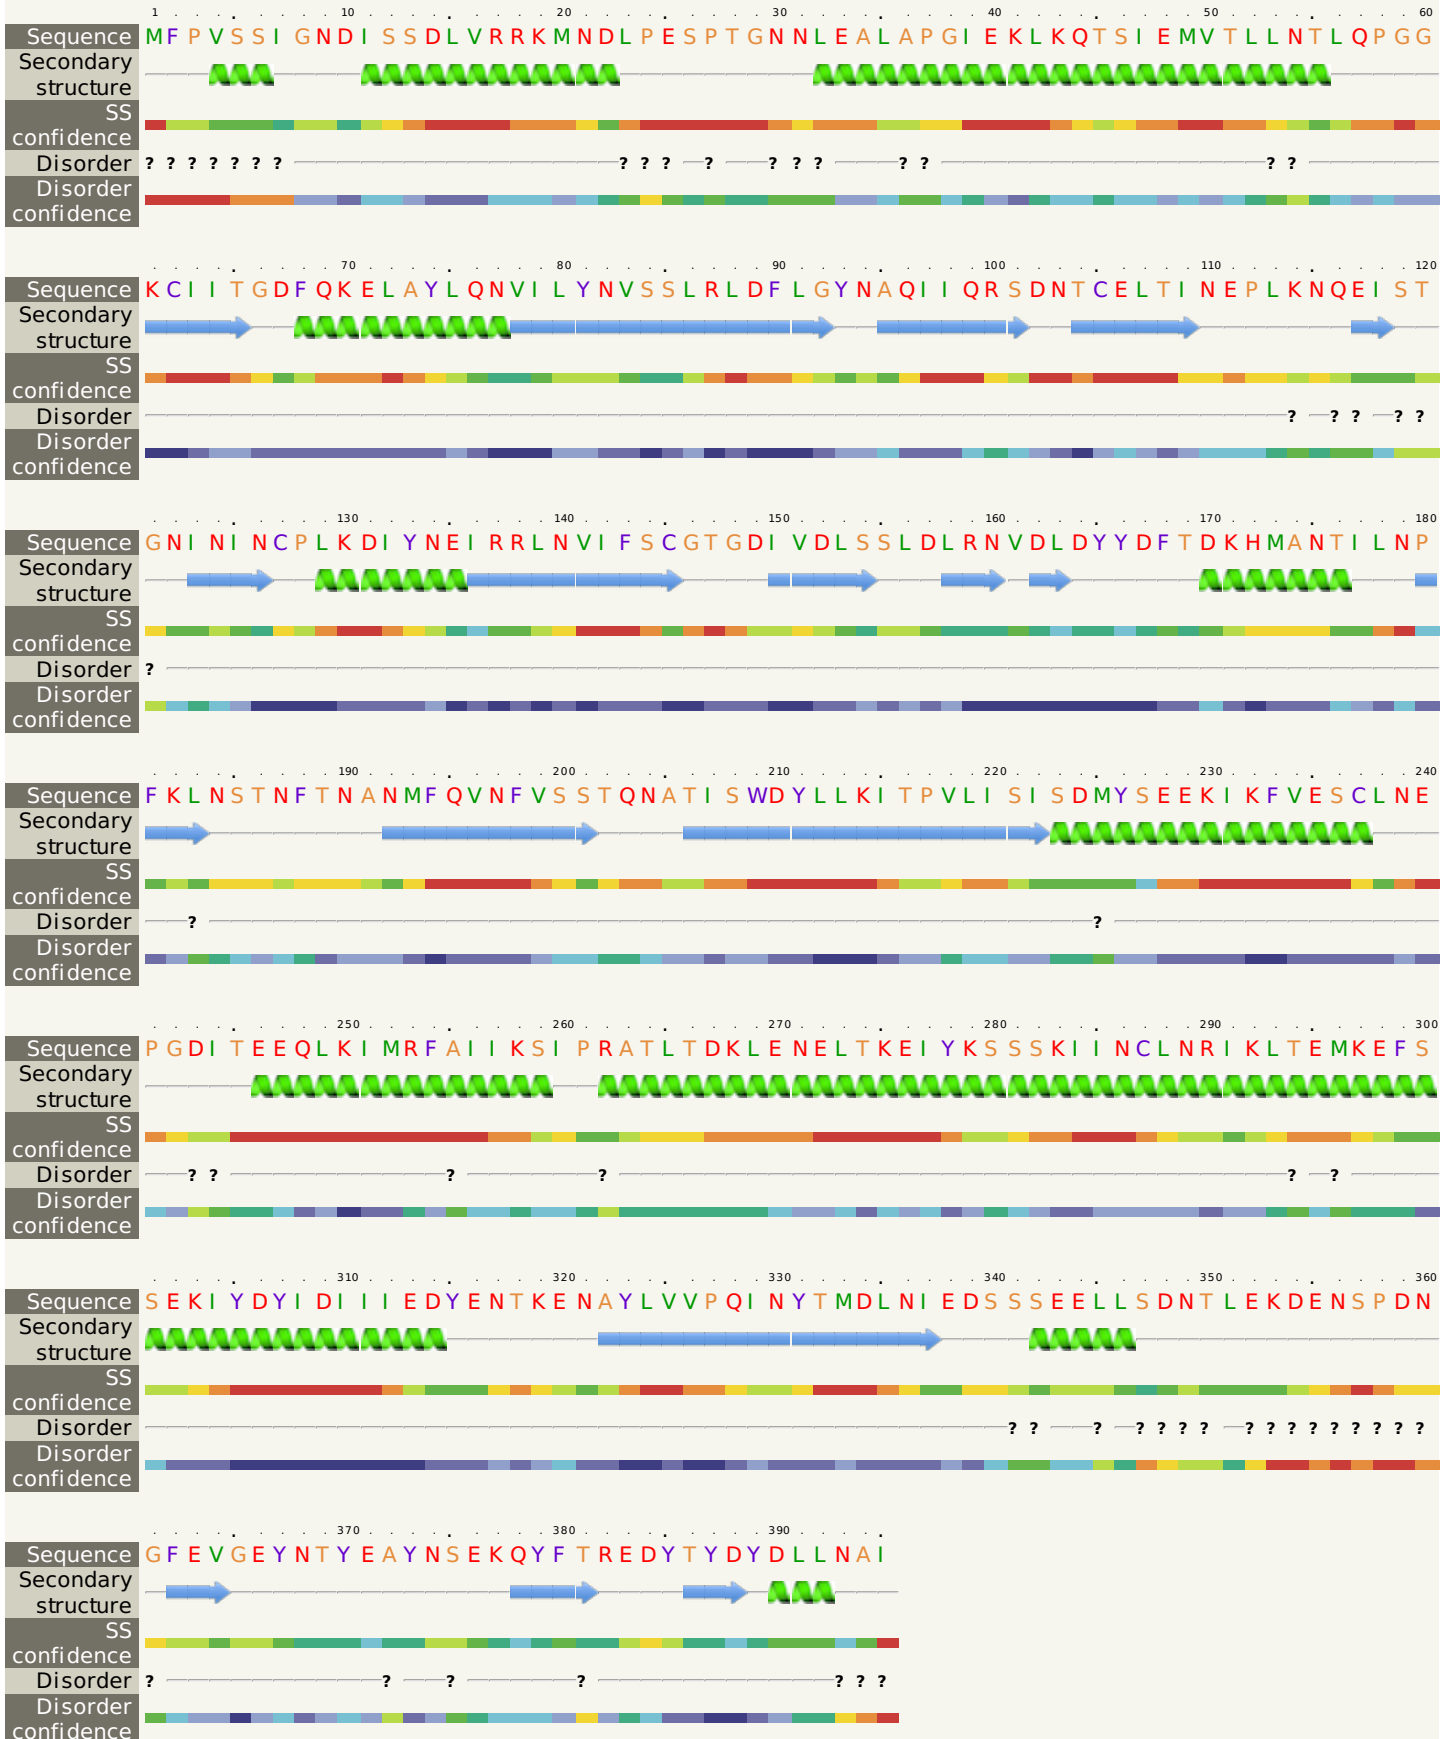 1 . . . . . . . . 10 . . . . . . . . . 20 . . . . . . . . . 30 . . . . . . . . . 40 . . . . . . . . . 50 . . . . . . . . . 60
Sequence MFPVSSIGNDISSDLVRRKMNDLPESPTGNNLEALAPGIEKLKQTSIEMVTLLNTLQPGG
Secondary
structure
SS
confidence
Disorder ? ? ? ? ? ? ? ? ? ? ? ? ? ? ? ? ? ?
Disorder
confidence
. . . . . . . . . 70 . . . . . . . . . 80 . . . . . . . . . 90 . . . . . . . . . 100 . . . . . . . . . 110 . . . . . . . . . 120
Sequence KCIITGDFQKELAYLQNVILYNVSSLRLDFLGYNAQIIQRSDNTCELTINEPLKNQEIST
Secondary
structure
SS
confidence
Disorder ? ? ? ? ?
Disorder
confidence
. . . . . . . . . 130 . . . . . . . . . 140 . . . . . . . . . 150 . . . . . . . . . 160 . . . . . . . . . 170 . . . . . . . . . 180
Sequence GNININCPLKDIYNEIRRLNVIFSCGTGDIVDLSSLDLRNVDLDYYDFTDKHMANTILNP
Secondary
structure
SS
confidence
Disorder ?
Disorder
confidence
. . . . . . . . . 190 . . . . . . . . . 200 . . . . . . . . . 210 . . . . . . . . . 220 . . . . . . . . . 230 . . . . . . . . . 240
Sequence FKLNSTNFTNANMFQVNFVSSTQNATISWDYLLKITPVLISISDMYSEEKIKFVESCLNE
Secondary
structure
SS
confidence
Disorder ? ?
Disorder
confidence
. . . . . . . . . 250 . . . . . . . . . 260 . . . . . . . . . 270 . . . . . . . . . 280 . . . . . . . . . 290 . . . . . . . . . 300
Sequence PGDITEEQLKIMRFAIIKSIPRATLTDKLENELTKEIYKSSSKIINCLNRIKLTEMKEFS
Secondary
structure
SS
confidence
Disorder ? ? ? ? ? ?
Disorder
confidence
. . . . . . . . . 310 . . . . . . . . . 320 . . . . . . . . . 330 . . . . . . . . . 340 . . . . . . . . . 350 . . . . . . . . . 360
Sequence SEKIYDYIDIIIEDYENTKENAYLVVPQINYTMDLNIEDSSSEELLSDNTLEKDENSPDN
Secondary
structure
SS
confidence
Disorder ? ? ? ? ? ? ? ? ? ? ? ? ? ? ? ?
Disorder
confidence
. . . . . . . . . 370 . . . . . . . . . 380 . . . . . . . . . 390 . . . . .
Sequence GFEVGEYNTYEAYNSEKQYFTREDYTYDYDLLNAI
Secondary
structure
SS
confidence
Disorder ? ? ? ? ? ? ?
Disorder
confidence